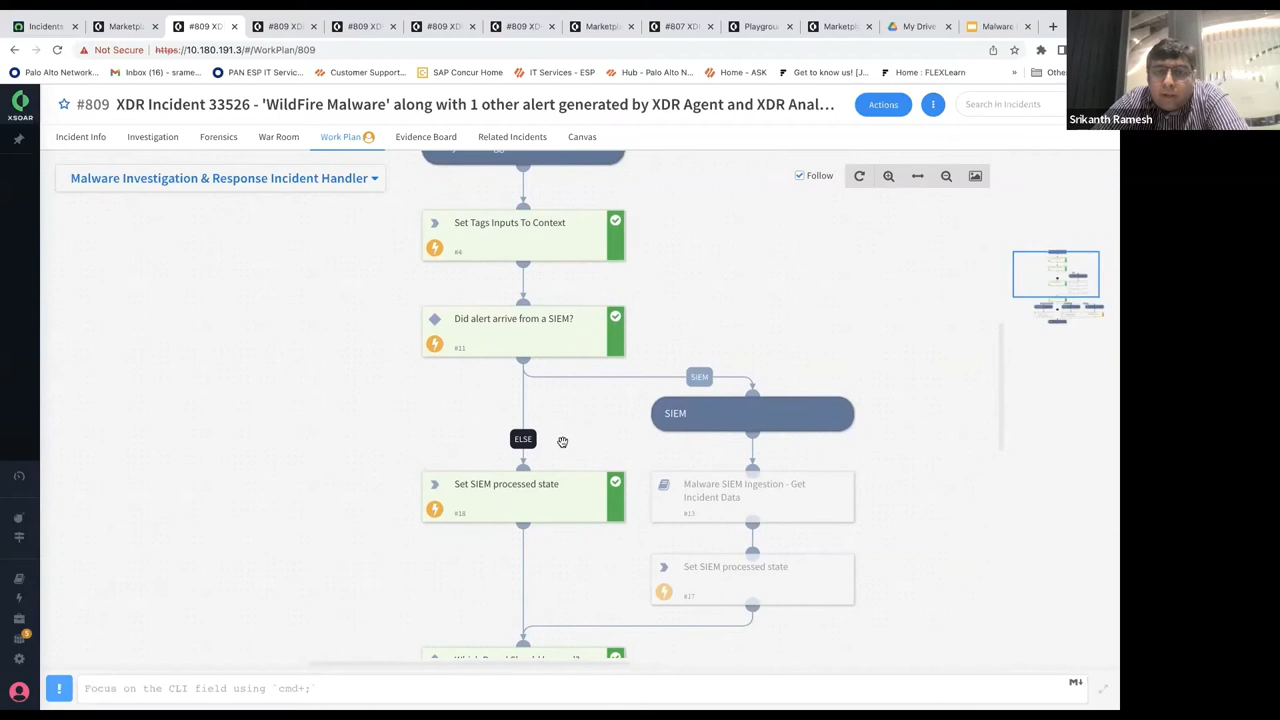 Incidents
Marketpl
#809 XD
#809 XD
#809 XD
#809 XD
#809 XD
Marketpl
#807 XD
Playgroun
Marketpl
My Drive
Malware
Not Secure
https://10.180.191.3/#/WorkPlan/809
Palo Alto Network...
Inbox (16) - srame...
PAN ESP IT Servic...
Customer Support...
SAP Concur Home
IT Services - ESP
Hub - Palo Alto N...
Home - ASK
Get to know us! [J...
Home : FLEXLearn
»
Othe
XSOAR
#809 XDR Incident 33526 - 'WildFire Malware' along with 1 other alert generated by XDR Agent and XDR Anal...
Actions
Search in Incidents
Srikanth Ramesh
Incident Info
Investigation
Forensics
War Room
Work Plan
Evidence Board
Related Incidents
Canvas
Malware Investigation & Response Incident Handler
Follow
Set Tags Inputs To Context
#4
Did alert arrive from a SIEM?
#11
SIEM
SIEM
ELSE
Set SIEM processed state
#18
Malware SIEM Ingestion - Get
Incident Data
#13
Set SIEM processed state
#17
5
!
Focus on the CLI field using `cmd+;`
M